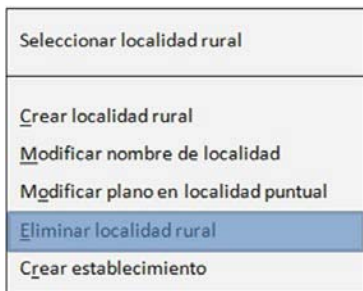 Seleccionar localidad rural
Crear localidad rural
Modificar nombre de localidad
Modificar plano en localidad puntual
Eliminar localidad rural
Crear establecimiento